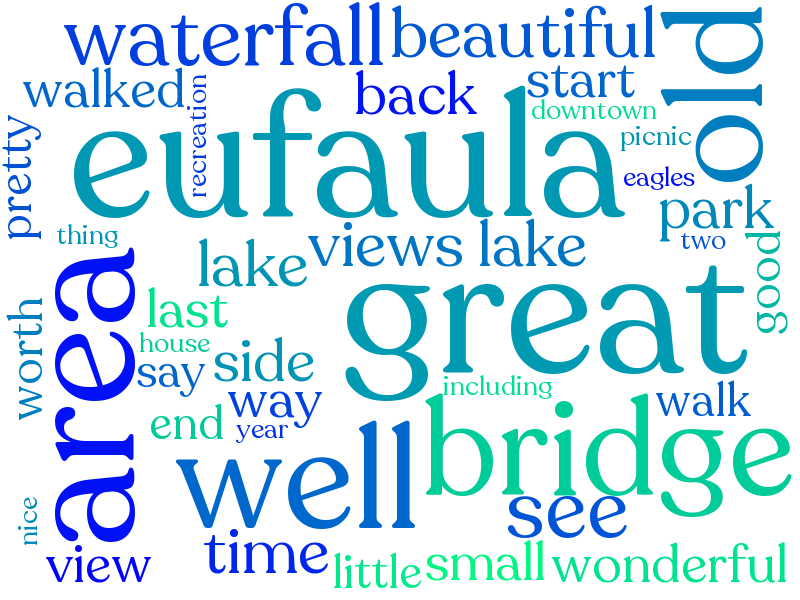 waterfall
beautiful
old
walked
recreation
back
start
downtown
picnic
eufaula
eagles
pretty
park
two
thing
lake
views lake
good
area
great
last
worth
house
say
side
including
way
walk
end
year
bridge
well
see
nice
view
time
little
small
wonderful